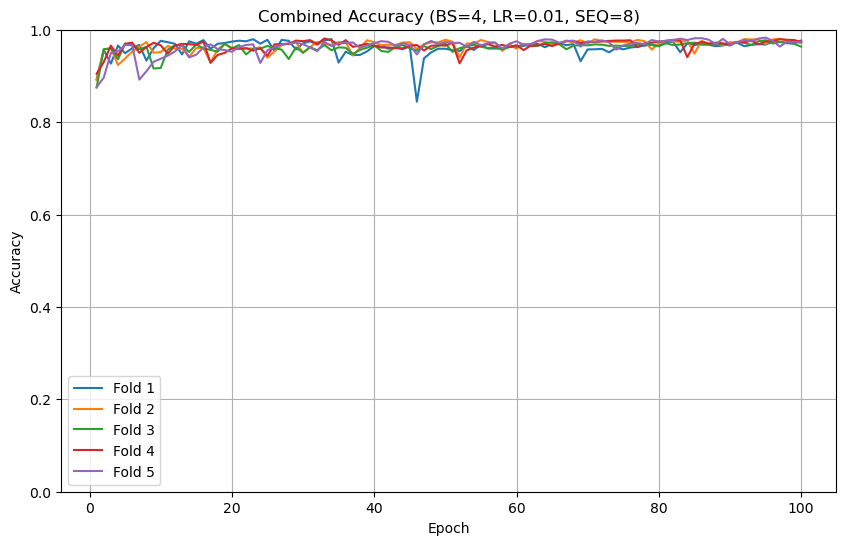 Combined Accuracy (BS=4, LR=0.01, SEQ=8)
1.0
0.8
0.6
0.4
0.2
0.0
Accuracy
Fold 1
Fold 2
Fold 3
Fold 4
Fold 5
0 20 40 60 80 100
Epoch